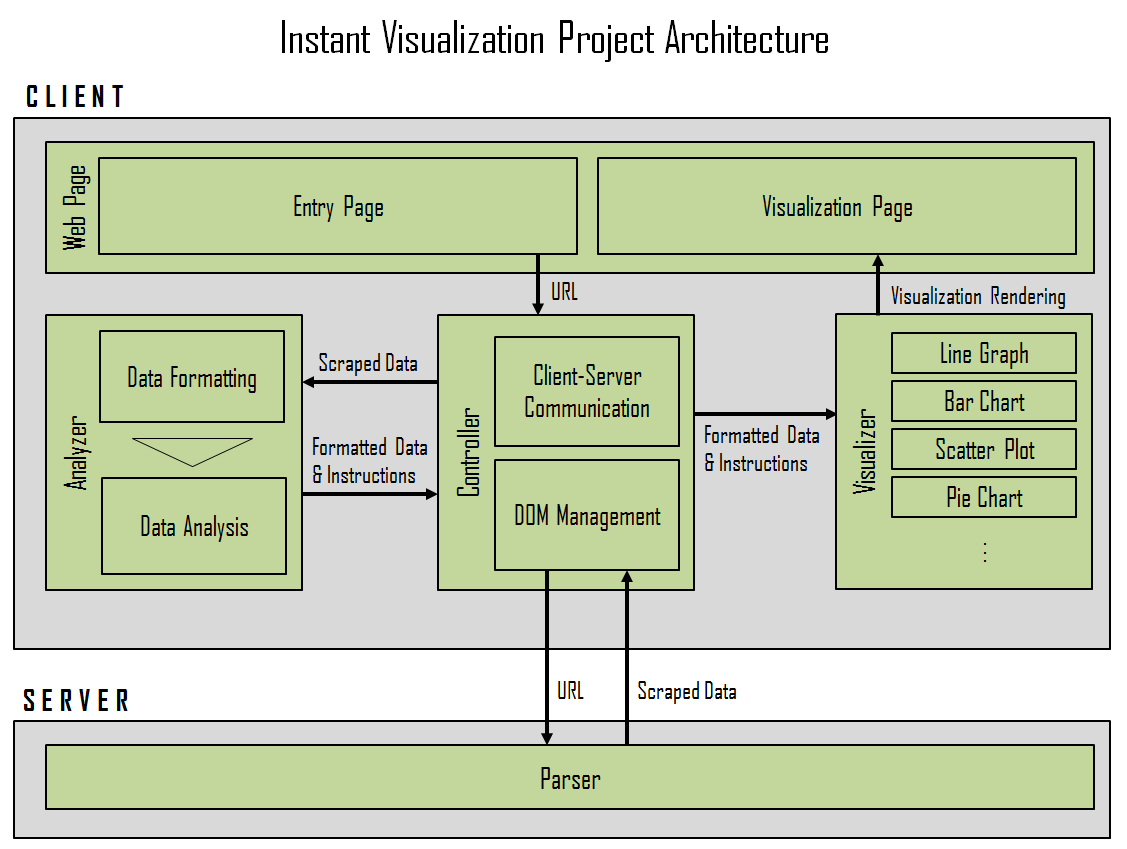 Instant Visualization Project Architecture
CLIENT
Web Page
Entry Page
Visualization Page
URL
Visualization Rendering
Analyzer
Data Formatting
Data Analysis
Scraped Data
Formatted Data
& Instructions
Controller
Client-Server
Communication
DOM Management
Formatted Data
& Instructions
Visualizer
Line Graph
Bar Chart
Scatter Plot
Pie Chart
⋮
URL
Scraped Data
SERVER
Parser